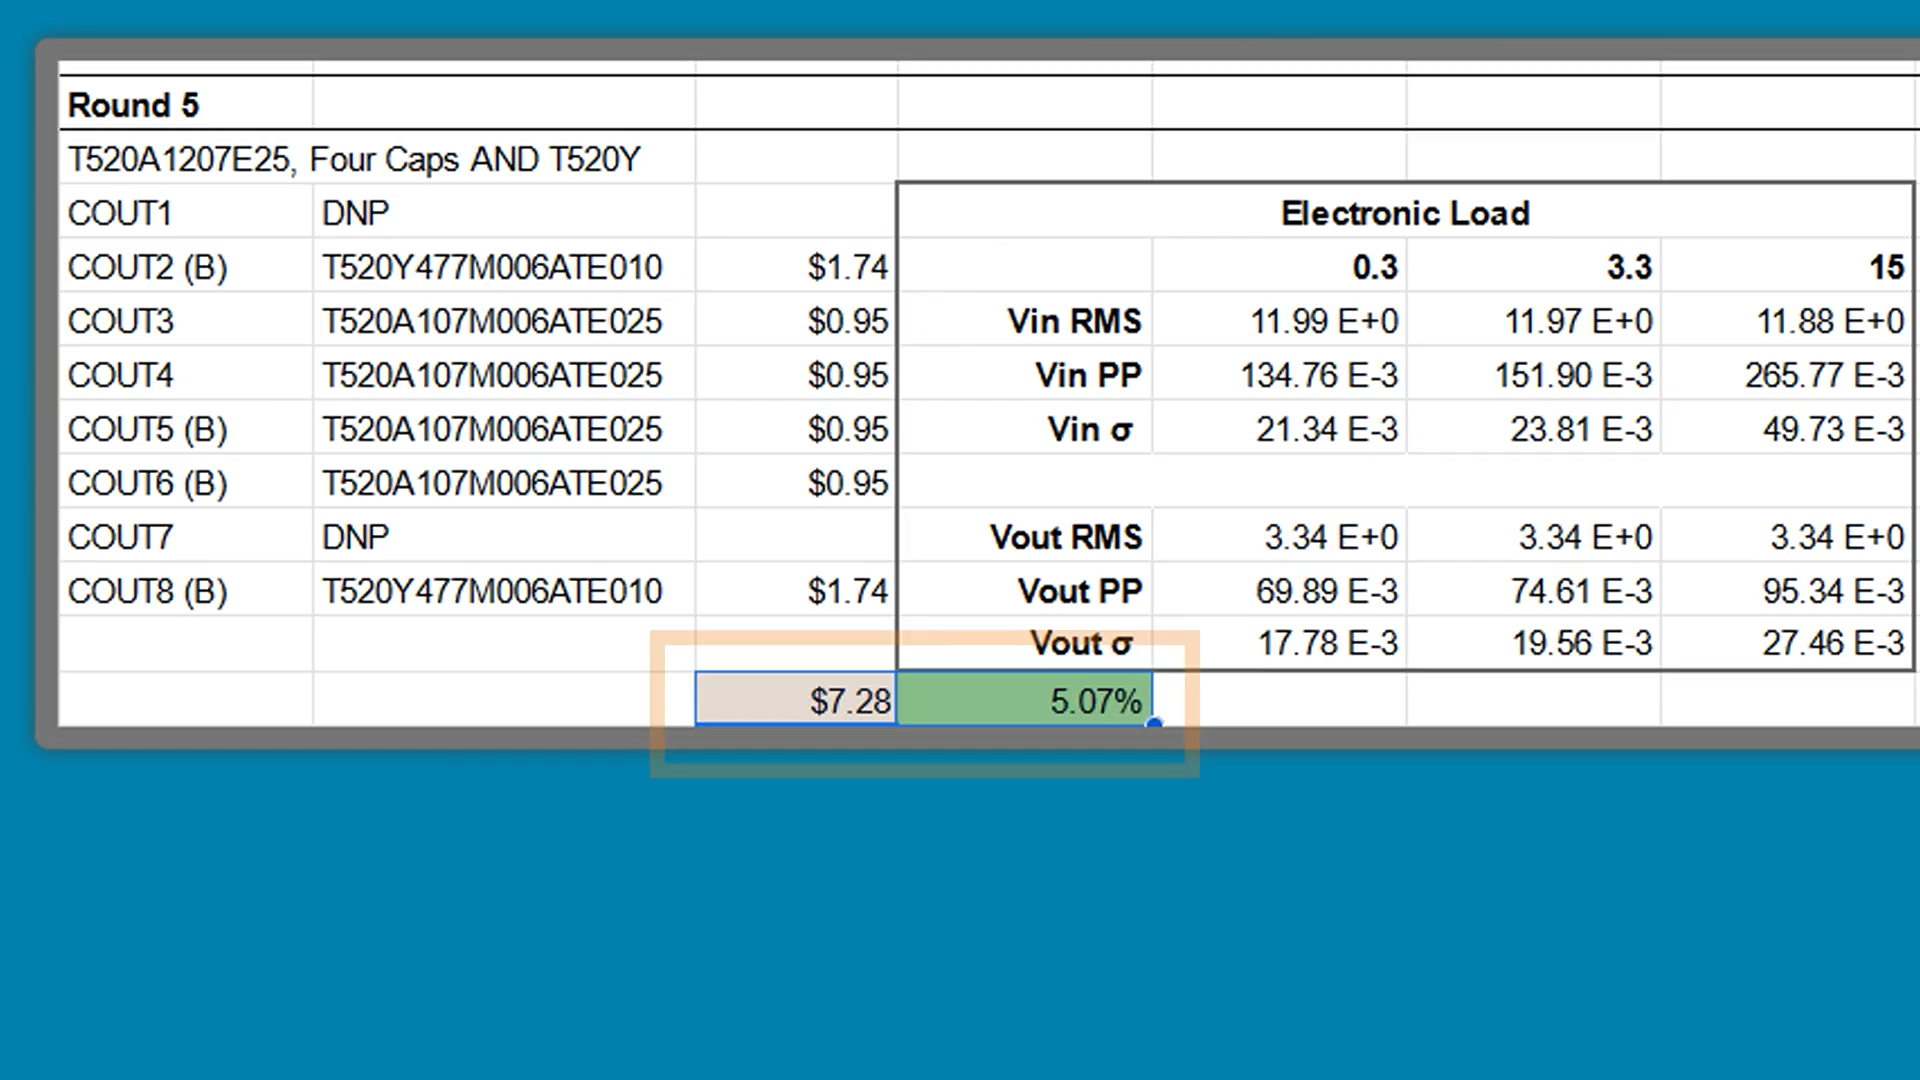 Round 5
T520A1207E25, Four Caps AND T520Y
COUT1 DNP Electronic Load
COUT2 (B) T520Y477M006ATE010 $1.74 0.3 3.3 15
COUT3 T520A107M006ATE025 $0.95 Vin RMS 11.99 E+0 11.97 E+0 11.88 E+0
COUT4 T520A107M006ATE025 $0.95 Vin PP 134.76 E-3 151.90 E-3 265.77 E-3
COUT5 (B) T520A107M006ATE025 $0.95 Vin σ 21.34 E-3 23.81 E-3 49.73 E-3
COUT6 (B) T520A107M006ATE025 $0.95
COUT7 DNP Vout RMS 3.34 E+0 3.34 E+0 3.34 E+0
COUT8 (B) T520Y477M006ATE010 $1.74 Vout PP 69.89 E-3 74.61 E-3 95.34 E-3
Vout σ 17.78 E-3 19.56 E-3 27.46 E-3
$7.28 5.07%